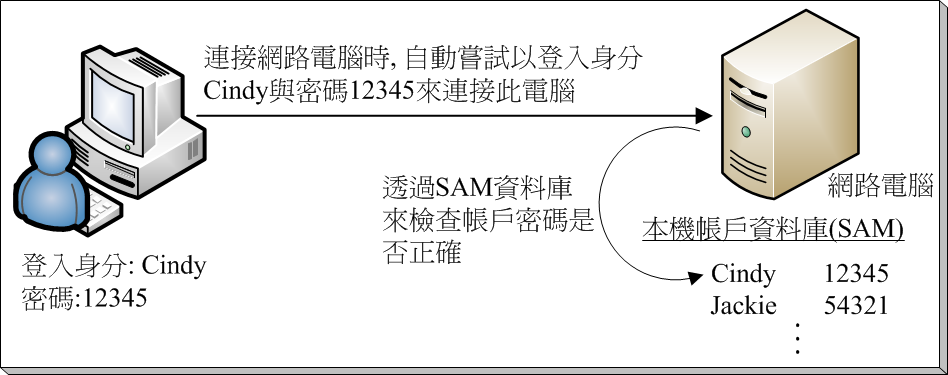 連接網路電腦時, 自動嘗試以登入身分
Cindy與密碼12345來連接此電腦
透過SAM資料庫
來檢查帳戶密碼是
否正確
網路電腦
本機帳戶資料庫(SAM)
登入身分: Cindy
密碼:12345
Cindy 12345
Jackie 54321
⋮